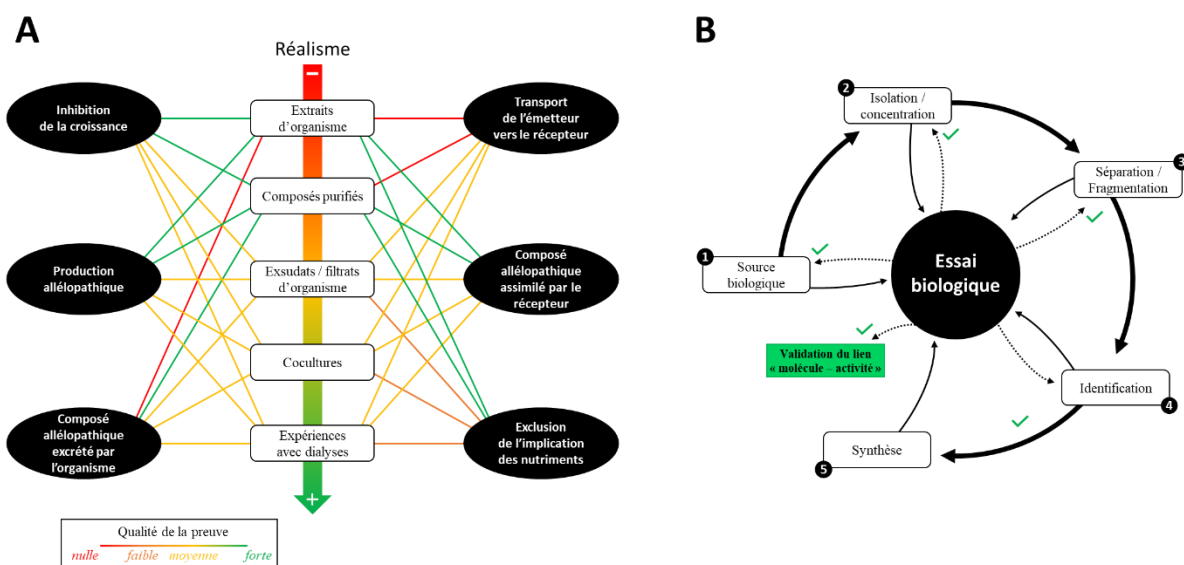 A
Réalisme
−
Inhibition
de la croissance
Extraits
d'organisme
Transport
de l'émetteur
vers le récepteur
Composés purifiés
Production
allélopathique
Exsudats / filtrats
d'organisme
Composé
allélopathique
assimilé par le
récepteur
Cocultures
Composé
allélopathique
excrété par
l'organisme
Expériences
avec dialyses
Exclusion
de l'implication
des nutriments
+
Qualité de la preuve
nulle faible moyenne forte
B
2
Isolation /
concentration
3
Séparation /
Fragmentation
1
Source
biologique
Essai
biologique
Validation du lien
« molécule – activité »
Identification
4
Synthèse
5